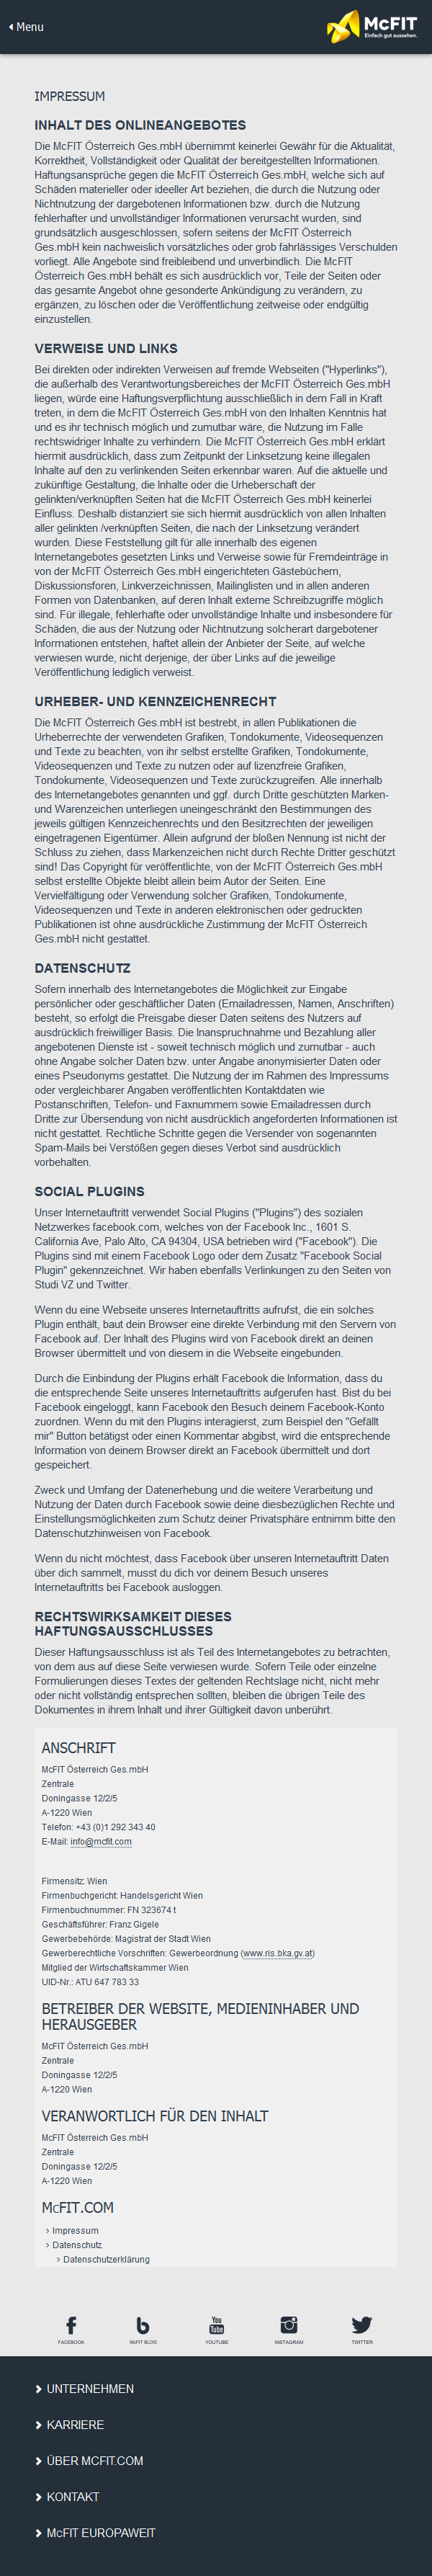 Menu
McFIT
Einfach gut aussehen.
IMPRESSUM
INHALT DES ONLINEANGEBOTES
Die McFIT Österreich Ges.mbH übernimmt keinerlei Gewähr für die Aktualität,
Korrektheit, Vollständigkeit oder Qualität der bereitgestellten Informationen.
Haftungsansprüche gegen die McFIT Österreich Ges.mbH, welche sich auf
Schäden materieller oder ideeller Art beziehen, die durch die Nutzung oder
Nichtnutzung der dargebotenen Informationen bzw. durch die Nutzung
fehlerhafter und unvollständiger Informationen verursacht wurden, sind
grundsätzlich ausgeschlossen, sofern seitens der McFIT Österreich
Ges.mbH kein nachweislich vorsätzliches oder grob fahrlässiges Verschulden
vorliegt. Alle Angebote sind freibleibend und unverbindlich. Die McFIT
Österreich Ges.mbH behält es sich ausdrücklich vor, Teile der Seiten oder
das gesamte Angebot ohne gesonderte Ankündigung zu verändern, zu
ergänzen, zu löschen oder die Veröffentlichung zeitweise oder endgültig
einzustellen.
VERWEISE UND LINKS
Bei direkten oder indirekten Verweisen auf fremde Webseiten ("Hyperlinks"),
die außerhalb des Verantwortungsbereiches der McFIT Österreich Ges.mbH
liegen, würde eine Haftungsverpflichtung ausschließlich in dem Fall in Kraft
treten, in dem die McFIT Österreich Ges.mbH von den Inhalten Kenntnis hat
und es ihr technisch möglich und zumutbar wäre, die Nutzung im Falle
rechtswidriger Inhalte zu verhindern. Die McFIT Österreich Ges.mbH erklärt
hiermit ausdrücklich, dass zum Zeitpunkt der Linksetzung keine illegalen
Inhalte auf den zu verlinkenden Seiten erkennbar waren. Auf die aktuelle und
zukünftige Gestaltung, die Inhalte oder die Urheberschaft der
gelinkten/verknüpften Seiten hat die McFIT Österreich Ges.mbH keinerlei
Einfluss. Deshalb distanziert sie sich hiermit ausdrücklich von allen Inhalten
aller gelinkten /verknüpften Seiten, die nach der Linksetzung verändert
wurden. Diese Feststellung gilt für alle innerhalb des eigenen
Internetangebotes gesetzten Links und Verweise sowie für Fremdeinträge in
von der McFIT Österreich Ges.mbH eingerichteten Gästebüchern,
Diskussionsforen, Linkverzeichnissen, Mailinglisten und in allen anderen
Formen von Datenbanken, auf deren Inhalt externe Schreibzugriffe möglich
sind. Für illegale, fehlerhafte oder unvollständige Inhalte und insbesondere für
Schäden, die aus der Nutzung oder Nichtnutzung solcherart dargebotener
Informationen entstehen, haftet allein der Anbieter der Seite, auf welche
verwiesen wurde, nicht derjenige, der über Links auf die jeweilige
Veröffentlichung lediglich verweist.
URHEBER- UND KENNZEICHENRECHT
Die McFIT Österreich Ges.mbH ist bestrebt, in allen Publikationen die
Urheberrechte der verwendeten Grafiken, Tondokumente, Videosequenzen
und Texte zu beachten, von ihr selbst erstellte Grafiken, Tondokumente,
Videosequenzen und Texte zu nutzen oder auf lizenzfreie Grafiken,
Tondokumente, Videosequenzen und Texte zurückzugreifen. Alle innerhalb
des Internetangebotes genannten und ggf. durch Dritte geschützten Marken-
und Warenzeichen unterliegen uneingeschränkt den Bestimmungen des
jeweils gültigen Kennzeichenrechts und den Besitzrechten der jeweiligen
eingetragenen Eigentümer. Allein aufgrund der bloßen Nennung ist nicht der
Schluss zu ziehen, dass Markenzeichen nicht durch Rechte Dritter geschützt
sind! Das Copyright für veröffentlichte, von der McFIT Österreich Ges.mbH
selbst erstellte Objekte bleibt allein beim Autor der Seiten. Eine
Vervielfältigung oder Verwendung solcher Grafiken, Tondokumente,
Videosequenzen und Texte in anderen elektronischen oder gedruckten
Publikationen ist ohne ausdrückliche Zustimmung der McFIT Österreich
Ges.mbH nicht gestattet.
DATENSCHUTZ
Sofern innerhalb des Internetangebotes die Möglichkeit zur Eingabe
persönlicher oder geschäftlicher Daten (Emailadressen, Namen, Anschriften)
besteht, so erfolgt die Preisgabe dieser Daten seitens des Nutzers auf
ausdrücklich freiwilliger Basis. Die Inanspruchnahme und Bezahlung aller
angebotenen Dienste ist - soweit technisch möglich und zumutbar - auch
ohne Angabe solcher Daten bzw. unter Angabe anonymisierter Daten oder
eines Pseudonyms gestattet. Die Nutzung der im Rahmen des Impressums
oder vergleichbarer Angaben veröffentlichten Kontaktdaten wie
Postanschriften, Telefon- und Faxnummern sowie Emailadressen durch
Dritte zur Übersendung von nicht ausdrücklich angeforderten Informationen ist
nicht gestattet. Rechtliche Schritte gegen die Versender von sogenannten
Spam-Mails bei Verstößen gegen dieses Verbot sind ausdrücklich
vorbehalten.
SOCIAL PLUGINS
Unser Internetauftritt verwendet Social Plugins ("Plugins") des sozialen
Netzwerkes facebook.com, welches von der Facebook Inc., 1601 S.
California Ave, Palo Alto, CA 94304, USA betrieben wird ("Facebook"). Die
Plugins sind mit einem Facebook Logo oder dem Zusatz "Facebook Social
Plugin" gekennzeichnet. Wir haben ebenfalls Verlinkungen zu den Seiten von
Studi VZ und Twitter.
Wenn du eine Webseite unseres Internetauftritts aufrufst, die ein solches
Plugin enthält, baut dein Browser eine direkte Verbindung mit den Servern von
Facebook auf. Der Inhalt des Plugins wird von Facebook direkt an deinen
Browser übermittelt und von diesem in die Webseite eingebunden.
Durch die Einbindung der Plugins erhält Facebook die Information, dass du
die entsprechende Seite unseres Internetauftritts aufgerufen hast. Bist du bei
Facebook eingeloggt, kann Facebook den Besuch deinem Facebook-Konto
zuordnen. Wenn du mit den Plugins interagierst, zum Beispiel den "Gefällt
mir" Button betätigst oder einen Kommentar abgibst, wird die entsprechende
Information von deinem Browser direkt an Facebook übermittelt und dort
gespeichert.
Zweck und Umfang der Datenerhebung und die weitere Verarbeitung und
Nutzung der Daten durch Facebook sowie deine diesbezüglichen Rechte und
Einstellungsmöglichkeiten zum Schutz deiner Privatsphäre entnimm bitte den
Datenschutzhinweisen von Facebook.
Wenn du nicht möchtest, dass Facebook über unseren Internetauftritt Daten
über dich sammelt, musst du dich vor deinem Besuch unseres
Internetauftritts bei Facebook ausloggen.
RECHTSWIRKSAMKEIT DIESES
HAFTUNGSAUSSCHLUSSES
Dieser Haftungsausschluss ist als Teil des Internetangebotes zu betrachten,
von dem aus auf diese Seite verwiesen wurde. Sofern Teile oder einzelne
Formulierungen dieses Textes der geltenden Rechtslage nicht, nicht mehr
oder nicht vollständig entsprechen sollten, bleiben die übrigen Teile des
Dokumentes in ihrem Inhalt und ihrer Gültigkeit davon unberührt.
ANSCHRIFT
McFIT Österreich Ges.mbH
Zentrale
Doningasse 12/2/5
A-1220 Wien
Telefon: +43 (0)1 292 343 40
E-Mail: info@mcfit.com
Firmensitz: Wien
Firmenbuchgericht: Handelsgericht Wien
Firmenbuchnummer: FN 323674 t
Geschäftsführer: Franz Gigele
Gewerbebehörde: Magistrat der Stadt Wien
Gewerberechtliche Vorschriften: Gewerbeordnung (www.ris.bka.gv.at)
Mitglied der Wirtschaftskammer Wien
UID-Nr.: ATU 647 783 33
BETREIBER DER WEBSITE, MEDIENINHABER UND
HERAUSGEBER
McFIT Österreich Ges.mbH
Zentrale
Doningasse 12/2/5
A-1220 Wien
VERANWORTLICH FÜR DEN INHALT
McFIT Österreich Ges.mbH
Zentrale
Doningasse 12/2/5
A-1220 Wien
McFIT.COM
Impressum
Datenschutz
Datenschutzerklärung
FACEBOOK McFIT BLOG YOUTUBE INSTAGRAM TWITTER
UNTERNEHMEN
KARRIERE
ÜBER MCFIT.COM
KONTAKT
McFIT EUROPAWEIT